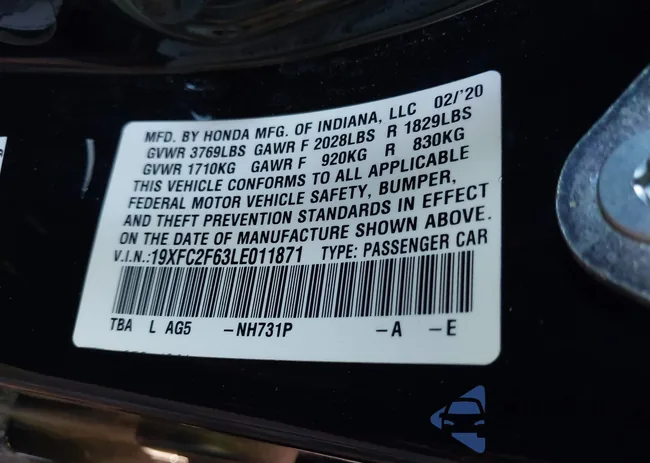 MFD. BY HONDA MFG. OF INDIANA, LLC 02/'20
GVWR 3769LBS GAWR F 2028LBS R 1829LBS
GVWR 1710KG GAWR F 920KG R 830KG
THIS VEHICLE CONFORMS TO ALL APPLICABLE
FEDERAL MOTOR VEHICLE SAFETY, BUMPER,
AND THEFT PREVENTION STANDARDS IN EFFECT
ON THE DATE OF MANUFACTURE SHOWN ABOVE.
V.I.N.:19XFC2F63LE011871 TYPE: PASSENGER CAR
TBA L AG5 -NH731P -A -E